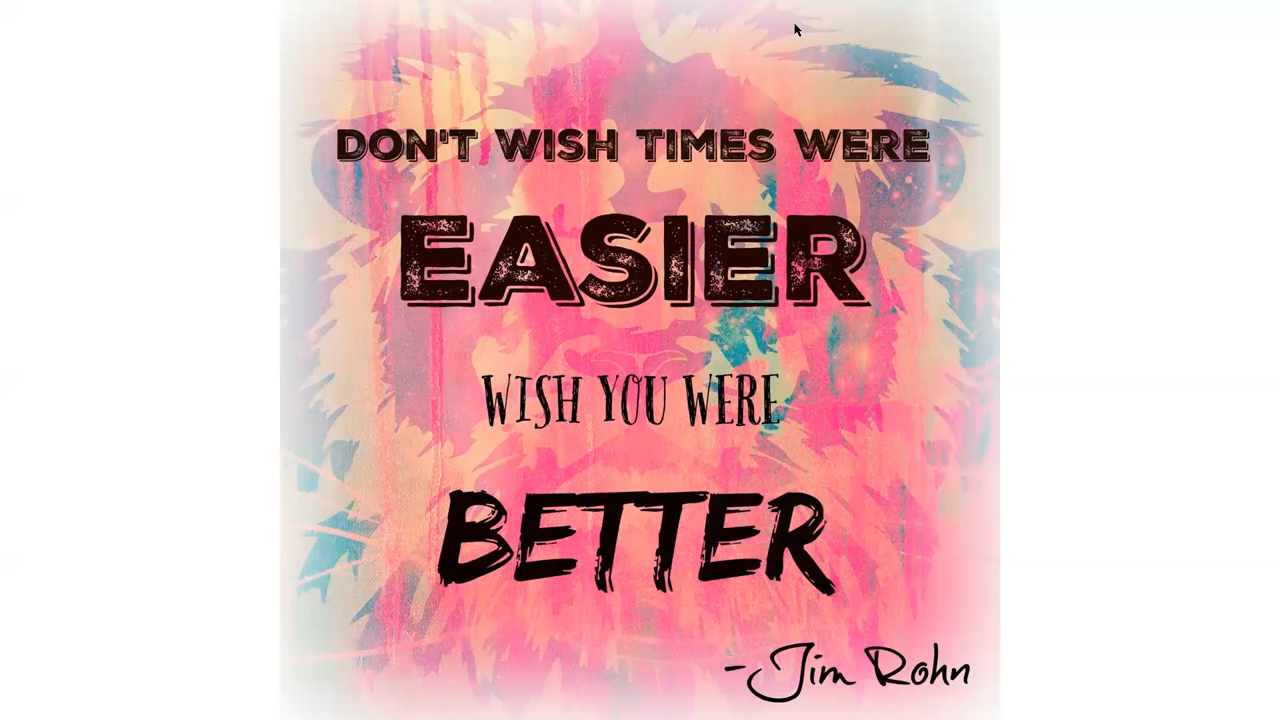 DON'T WISH TIMES WERE
EASIER
WISH YOU WERE
BETTER
-Jim Rohn